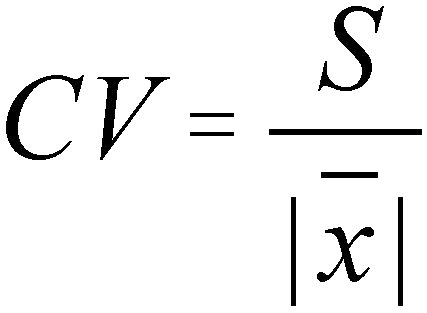 CV = S / |x̄|